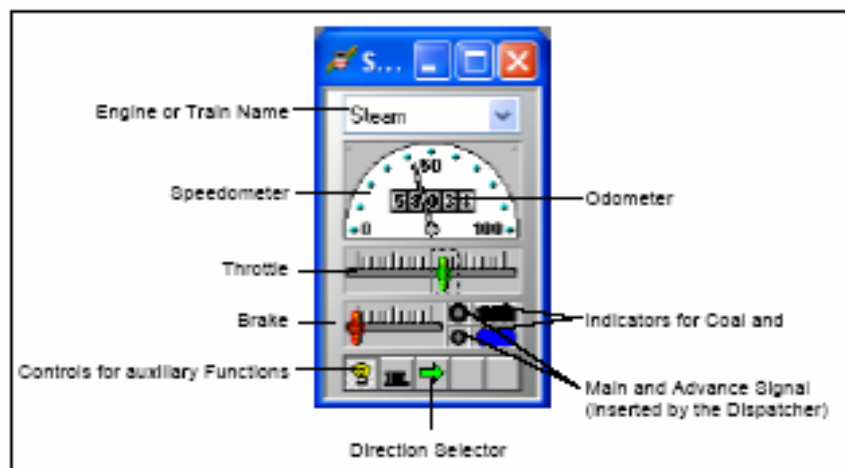 S...
Engine or Train Name
Steam
50
Speedometer
Odometer
0
100
Throttle
Brake
Indicators for Coal and
Controls for auxiliary Functions
Main and Advance Signal
(inserted by the Dispatcher)
Direction Selector